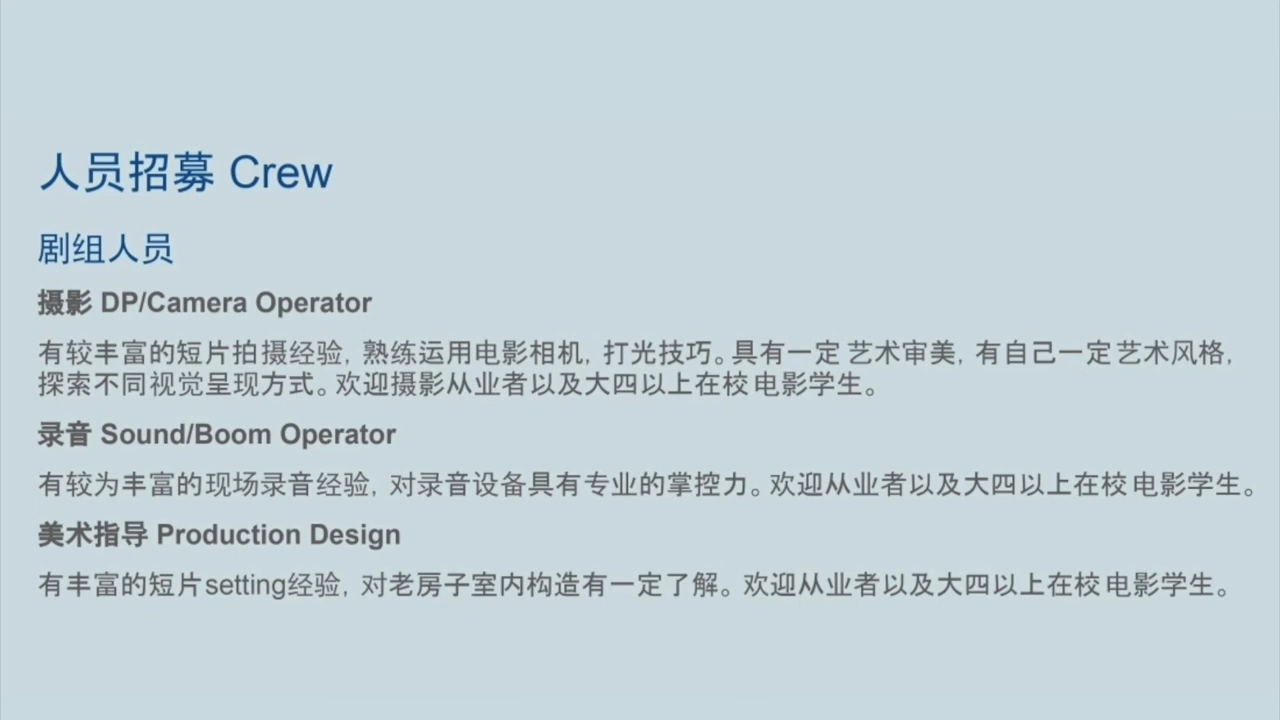 人员招募 Crew
剧组人员
摄影 DP/Camera Operator
有较丰富的短片拍摄经验, 熟练运用电影相机, 打光技巧。具有一定艺术审美, 有自己一定艺术风格,
探索不同视觉呈现方式。欢迎摄影从业者以及大四以上在校电影学生。
录音 Sound/Boom Operator
有较为丰富的现场录音经验, 对录音设备具有专业的掌控力。欢迎从业者以及大四以上在校电影学生。
美术指导 Production Design
有丰富的短片setting经验, 对老房子室内构造有一定了解。欢迎从业者以及大四以上在校电影学生。